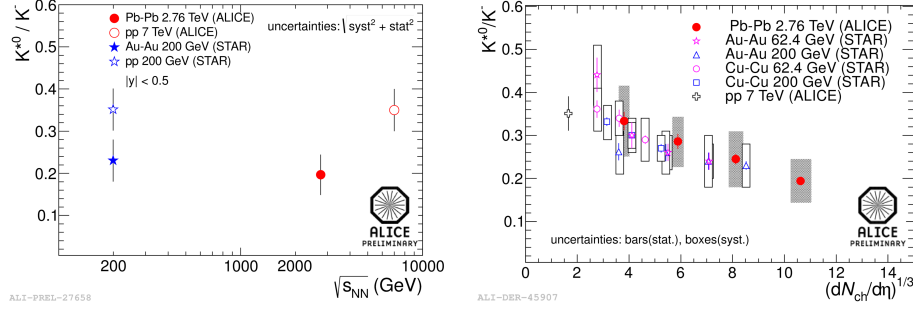 K*0 / K-
0.6
0.5
0.4
0.3
0.2
0.1
Pb-Pb 2.76 TeV (ALICE)
pp 7 TeV (ALICE)
Au-Au 200 GeV (STAR)
pp 200 GeV (STAR)
|y| < 0.5
uncertainties: √ syst² + stat²
ALICE
PRELIMINARY
200
1000
2000
10000
√sNN (GeV)
ALI-PREL-27658
K*0/K-
0.6
0.5
0.4
0.3
0.2
0.1
Pb-Pb 2.76 TeV (ALICE)
Au-Au 62.4 GeV (STAR)
Au-Au 200 GeV (STAR)
Cu-Cu 62.4 GeV (STAR)
Cu-Cu 200 GeV (STAR)
pp 7 TeV (ALICE)
uncertainties: bars(stat.), boxes(syst.)
ALICE
PRELIMINARY
0
2
4
6
8
10
12
14
(dNch/dη)1/3
ALI-DER-45907